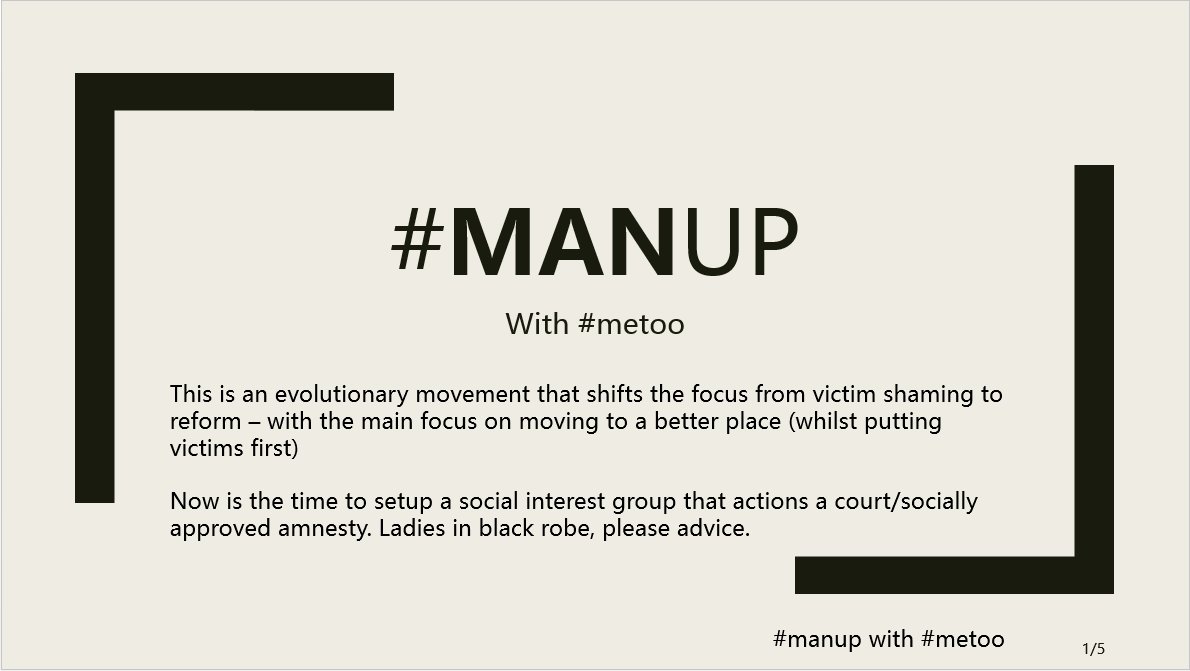 #MANUP
With #metoo
This is an evolutionary movement that shifts the focus from victim shaming to
reform – with the main focus on moving to a better place (whilst putting
victims first)
Now is the time to setup a social interest group that actions a court/socially
approved amnesty. Ladies in black robe, please advice.
#manup with #metoo
1/5